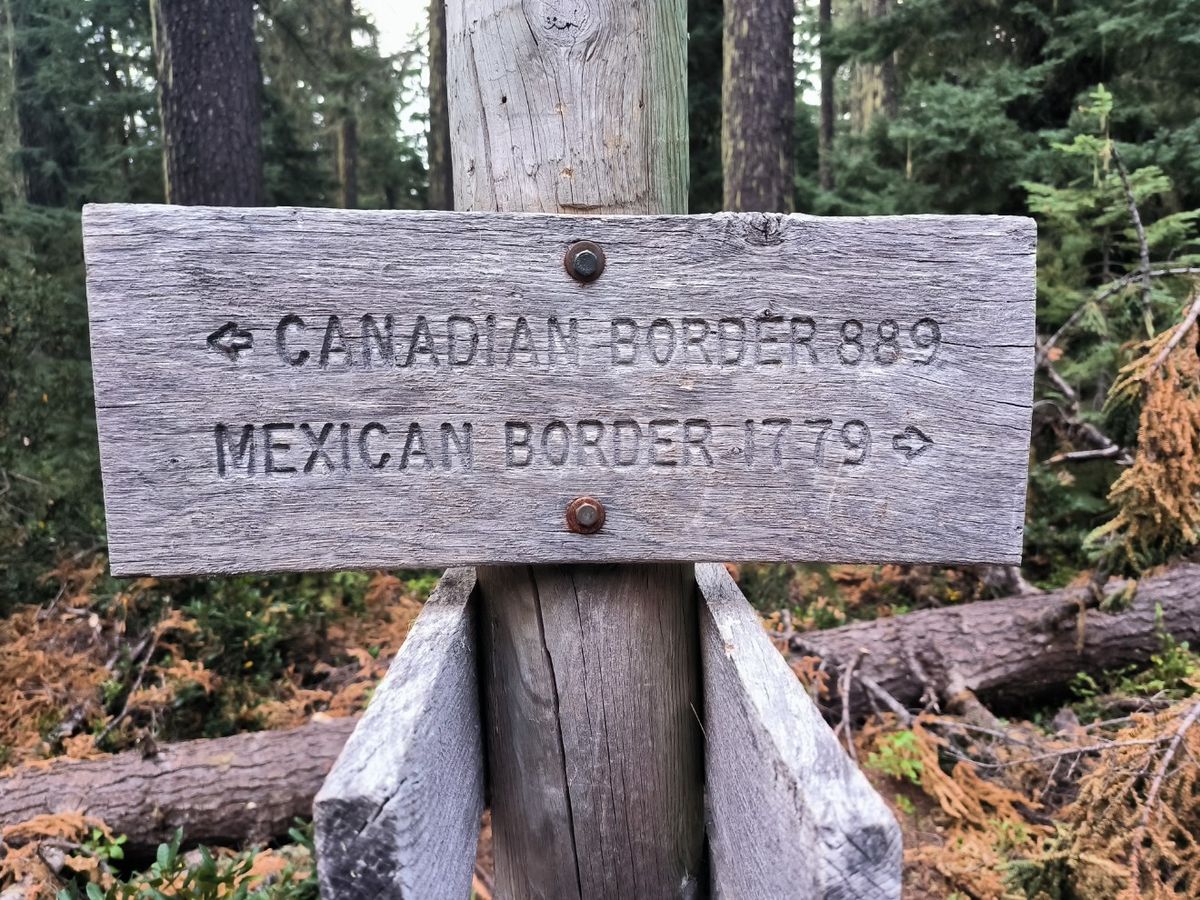 ← CANADIAN BORDER 889
MEXICAN BORDER 1779 →